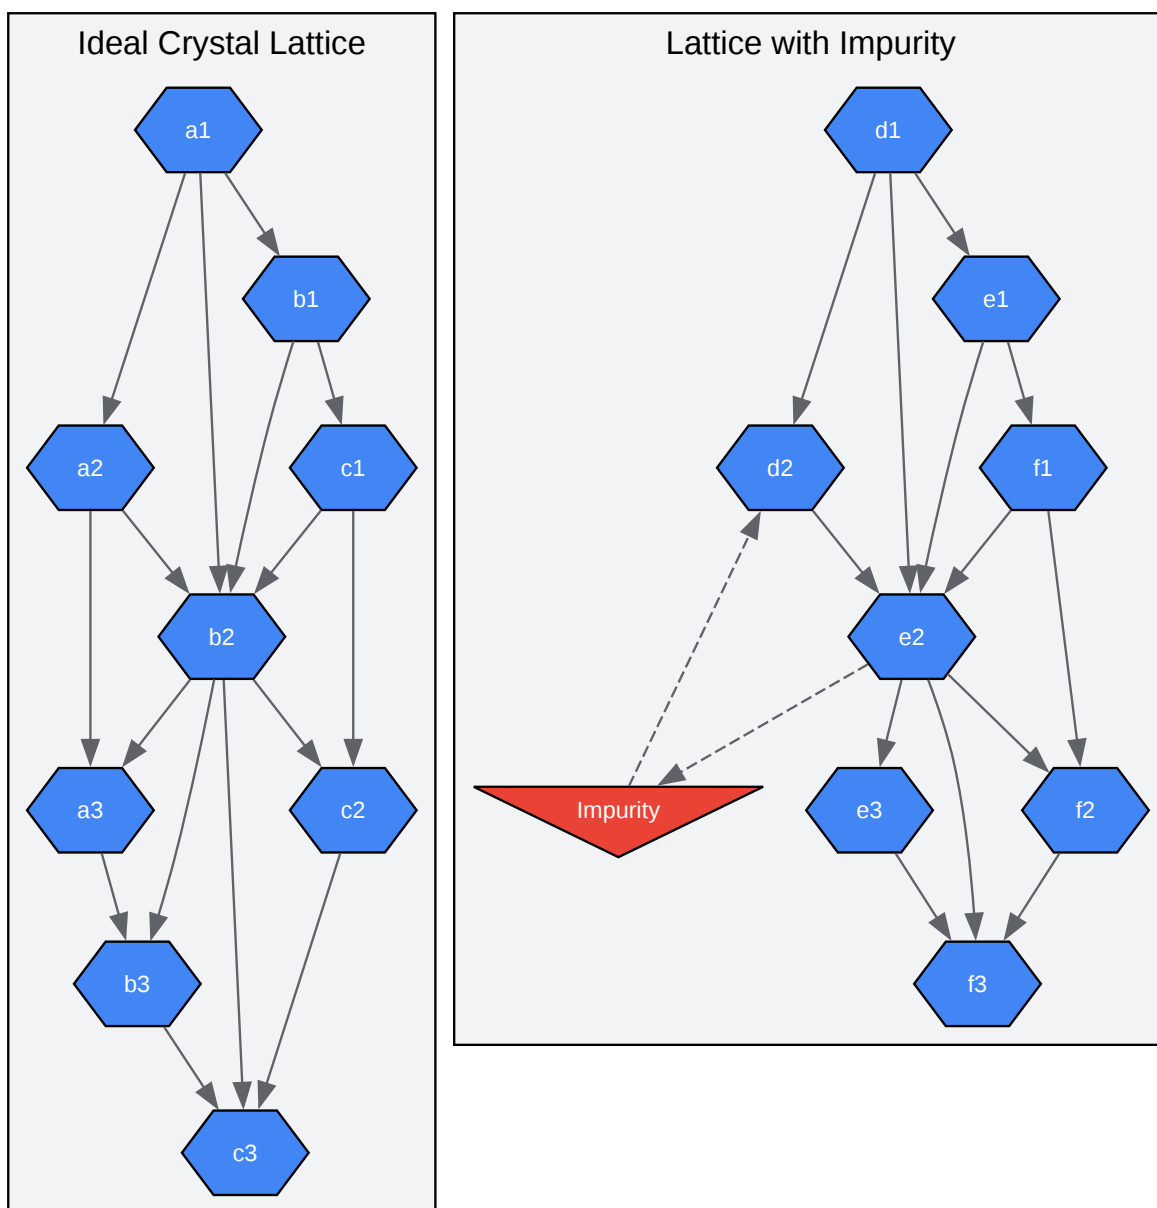 Ideal Crystal Lattice
a1
b1
a2
c1
b2
a3
c2
b3
c3
Lattice with Impurity
d1
e1
d2
f1
e2
Impurity
e3
f2
f3